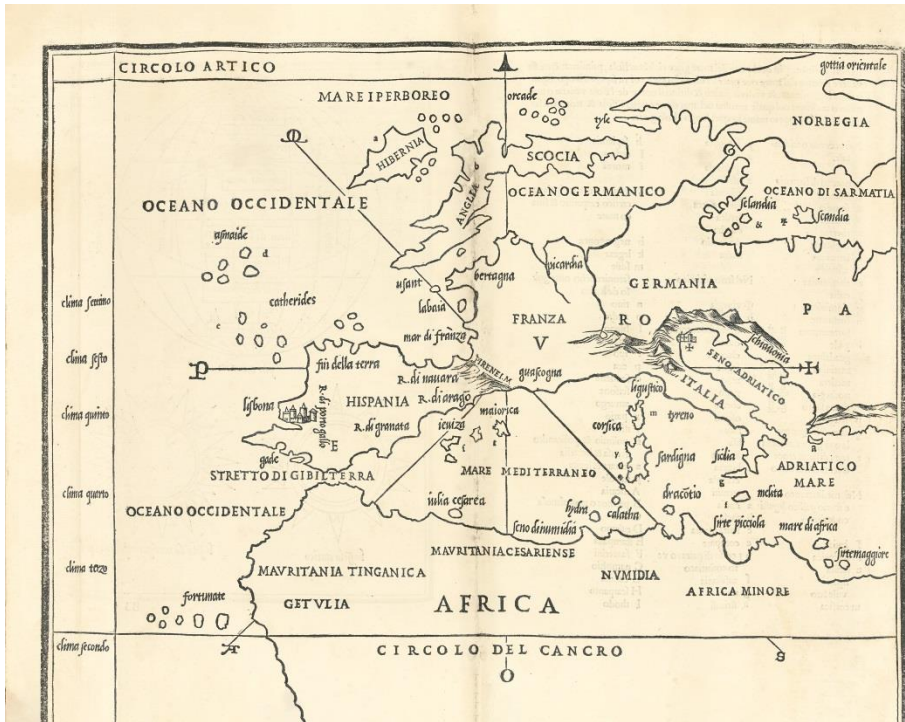 CIRCOLO ARTICO
gottia orientale
MARE IPERBOREO
orcade
tyle
NORBEGIA
HIBERNIA
SCOCIA
ANGLIA
OCEANO GERMANICO
OCEANO DI SARMATIA
OCEANO OCCIDENTALE
selandia
scandia
asmaide
usant
bertagna
picardia
catherides
labaia
GERMANIA
clima settimo
FRANZA
RO
P A
mar di franza
V
clima sesto
fin della terra
PIRENEI.M
SENO ADRIATICO
R. di nauara
guascogna
ITALIA
R. di portogallo
HISPANIA
R. di arago
ligustico
clima quinto
lisbona
maiorica
tyreno
R. di granata
ieuiza
corsica
gade
sardigna
sicilia
STRETTO DI GIBILTERRA
MARE MEDITERRANEO
ADRIATICO
MARE
clima quarto
iulia cesarea
dracotio
melita
OCEANO OCCIDENTALE
hydra
calatha
seno di numidia
sirte picciola
mare di africa
MAVRITANIA CESARIENSE
sirte maggiore
clima tezo
MAVRITANIA TINGANICA
NVMIDIA
AFRICA MINORE
fortunate
GETVLIA
AFRICA
clima secondo
CIRCOLO DEL CANCRO
O